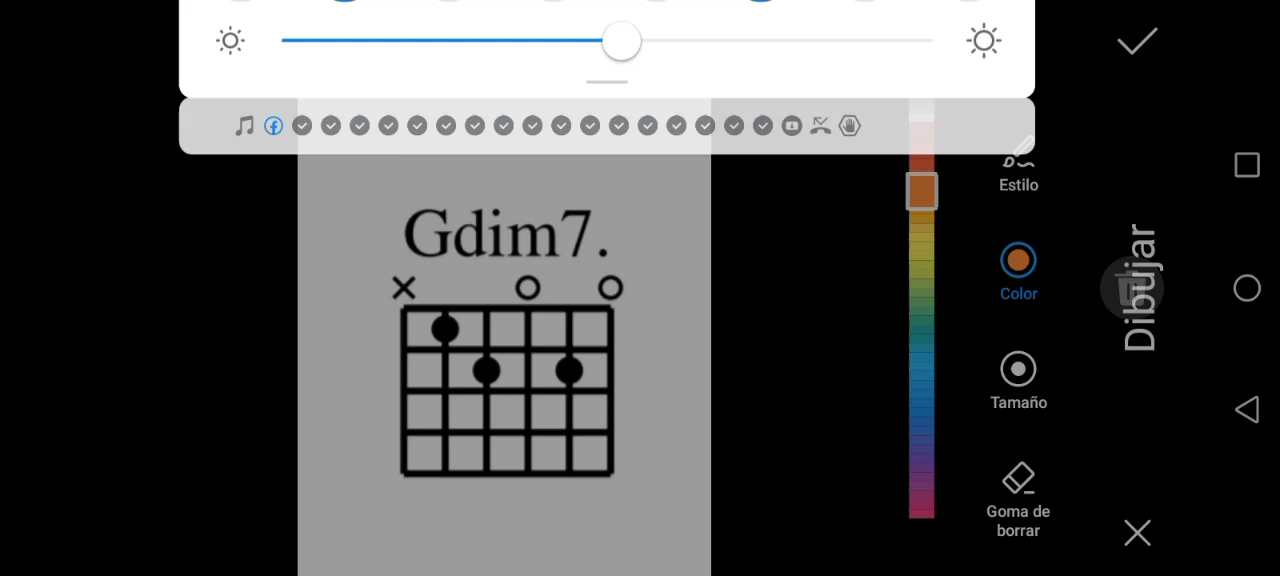 Gdim7.
Estilo
Color
Tamaño
Goma de
borrar
Dibujar